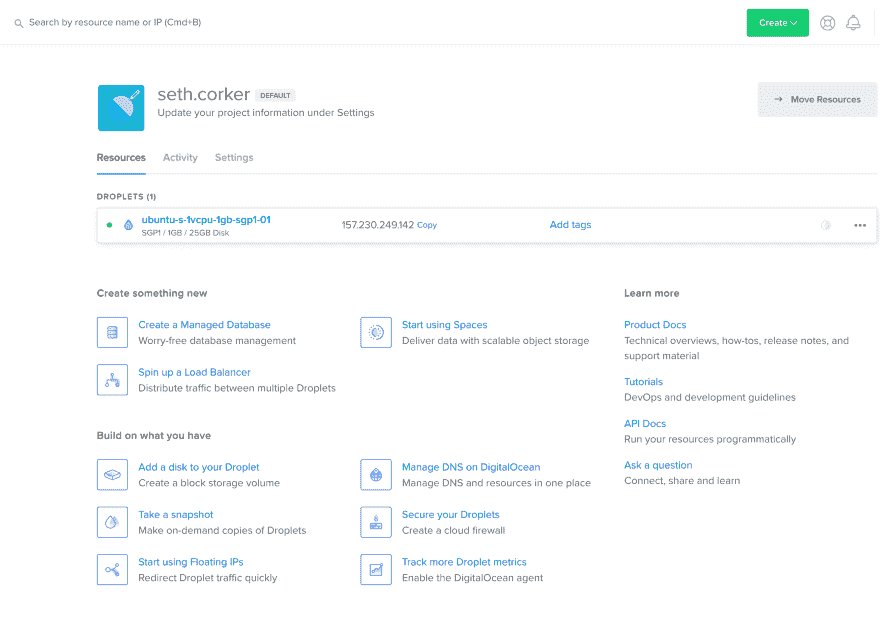 Search by resource name or IP (Cmd+B)
Create
seth.corker DEFAULT
Update your project information under Settings
→ Move Resources
Resources Activity Settings
DROPLETS (1)
ubuntu-s-1vcpu-1gb-sgp1-01
SGP1 / 1GB / 25GB Disk
157.230.249.142 Copy
Add tags
Create something new
Create a Managed Database
Worry-free database management
Start using Spaces
Deliver data with scalable object storage
Spin up a Load Balancer
Distribute traffic between multiple Droplets
Build on what you have
Add a disk to your Droplet
Create a block storage volume
Manage DNS on DigitalOcean
Manage DNS and resources in one place
Take a snapshot
Make on-demand copies of Droplets
Secure your Droplets
Create a cloud firewall
Start using Floating IPs
Redirect Droplet traffic quickly
Track more Droplet metrics
Enable the DigitalOcean agent
Learn more
Product Docs
Technical overviews, how-tos, release notes, and
support material
Tutorials
DevOps and development guidelines
API Docs
Run your resources programmatically
Ask a question
Connect, share and learn